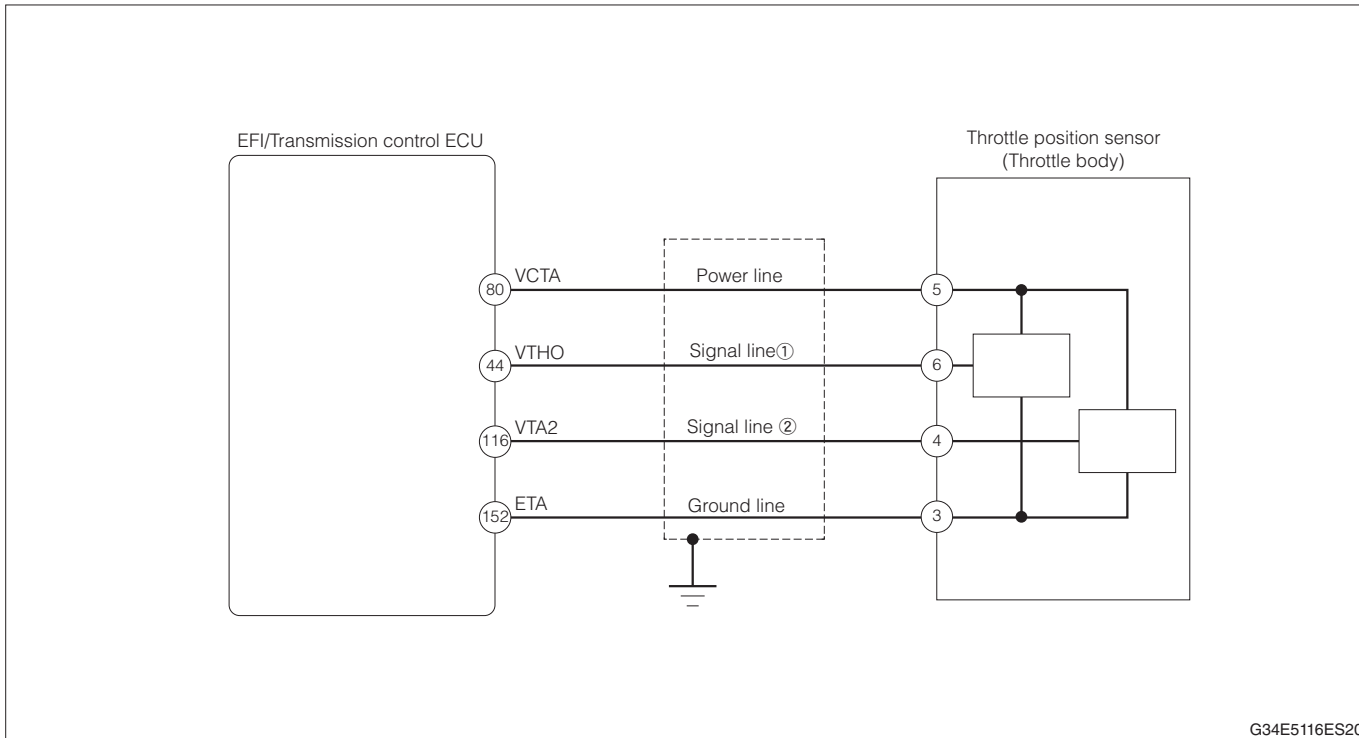 EFI/Transmission control ECU
Throttle position sensor
(Throttle body)
80 VCTA Power line 5
44 VTHO Signal line① 6
116 VTA2 Signal line ② 4
152 ETA Ground line 3
G34E5116ES20